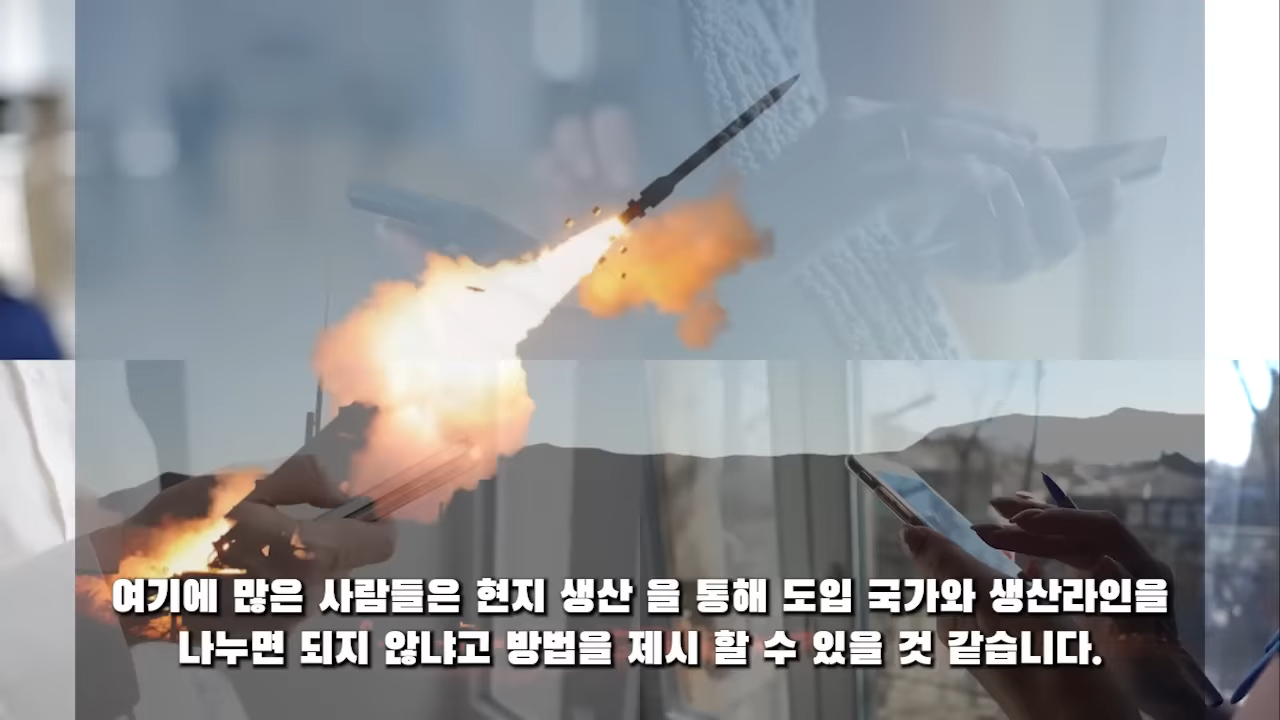 여기에 많은 사람들은 현지 생산 을 통해 도입 국가와 생산라인을
나누면 되지 않냐고 방법을 제시 할 수 있을 것 같습니다.